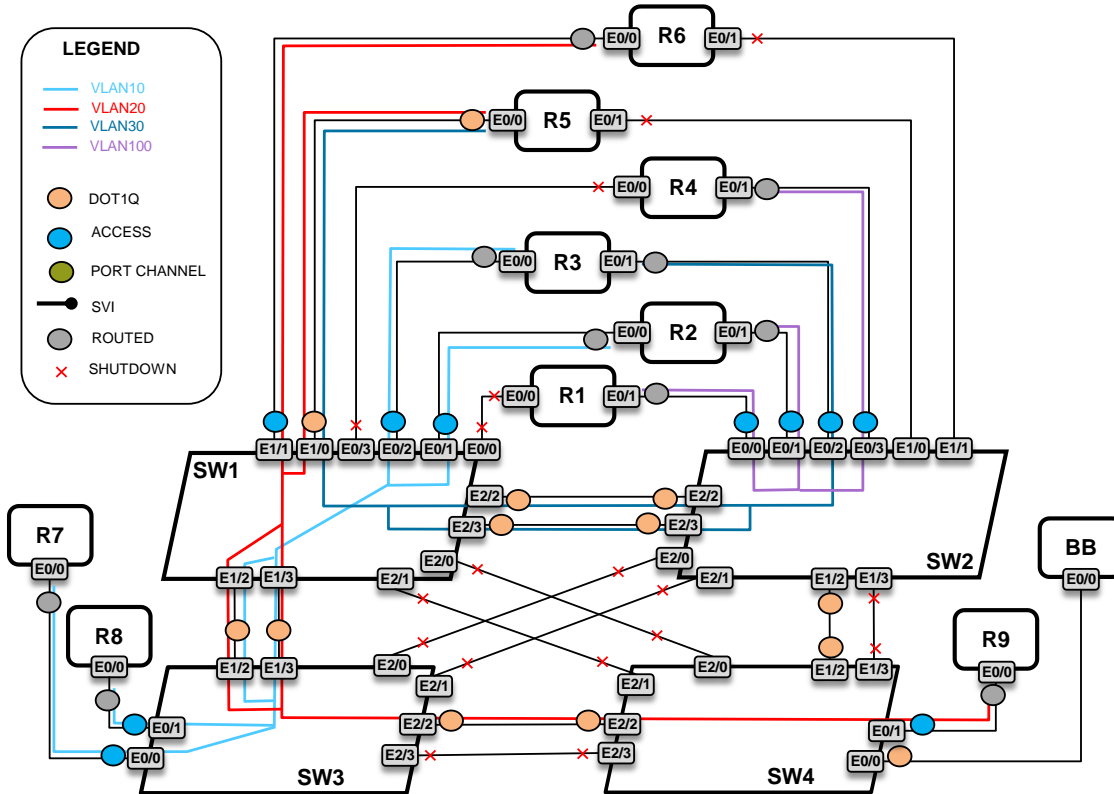 LEGEND
VLAN10
VLAN20
VLAN30
VLAN100
DOT1Q
ACCESS
PORT CHANNEL
SVI
ROUTED
SHUTDOWN
E0/0 R6 E0/1
E0/0 R5 E0/1
E0/0 R4 E0/1
E0/0 R3 E0/1
E0/0 R2 E0/1
E0/0 R1 E0/1
E1/1 E1/0 E0/3 E0/2 E0/1 E0/0
E0/0 E0/1 E0/2 E0/3 E1/0 E1/1
SW1
E2/2 E2/2
E2/3 E2/3
E2/0 E2/0
E1/2 E1/3 E2/1
E2/1 E1/2 E1/3
SW2
R7
E0/0
BB
E0/0
R8
E0/0
R9
E0/0
E1/2 E1/3 E2/0
E2/1
E2/0 E1/2 E1/3
E2/1
E0/1
E0/0
E2/2 E2/2
E2/3 E2/3
E0/1
E0/0
SW3
SW4